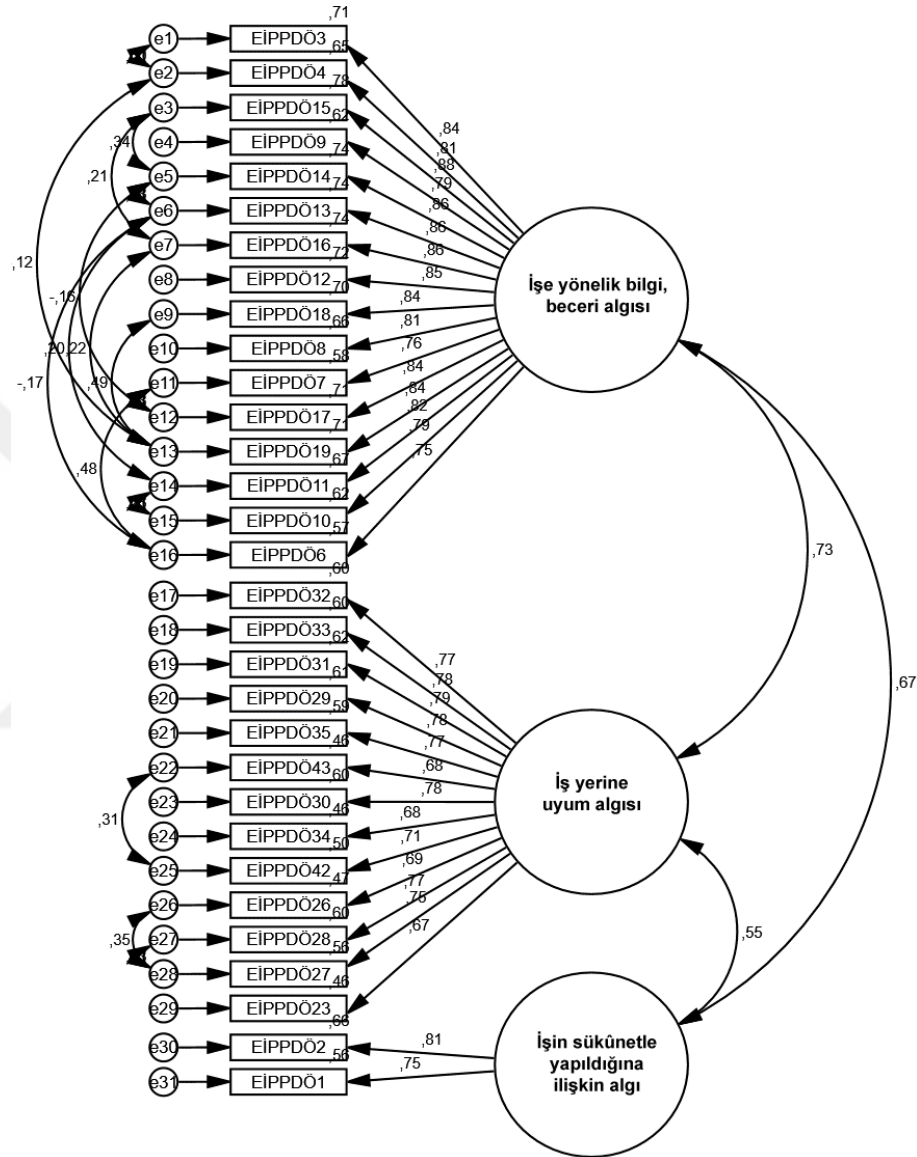 ,71
e1 EİPPDÖ3
,65
e2 EİPPDÖ4
,78
e3 EİPPDÖ15
,62
e4 EİPPDÖ9
,74
e5 EİPPDÖ14
,74
e6 EİPPDÖ13
,74
e7 EİPPDÖ16
,72
e8 EİPPDÖ12
,70
e9 EİPPDÖ18
,66
e10 EİPPDÖ8
,58
e11 EİPPDÖ7
,71
e12 EİPPDÖ17
,71
e13 EİPPDÖ19
,67
e14 EİPPDÖ11
,62
e15 EİPPDÖ10
,57
e16 EİPPDÖ6
,60
e17 EİPPDÖ32
,60
e18 EİPPDÖ33
,62
e19 EİPPDÖ31
,61
e20 EİPPDÖ29
,59
e21 EİPPDÖ35
,46
e22 EİPPDÖ43
,60
e23 EİPPDÖ30
,46
e24 EİPPDÖ34
,50
e25 EİPPDÖ42
,47
e26 EİPPDÖ26
,60
e27 EİPPDÖ28
,56
e28 EİPPDÖ27
,46
e29 EİPPDÖ23
,66
e30 EİPPDÖ2
,56
e31 EİPPDÖ1
,34
,21
,12
-,16
,20
,22
-,17
,49
,48
,31
,35
,84
,81
,88
,79
,86
,86
,86
,85
,84
,81
,76
,84
,84
,82
,79
,75
İşe yönelik bilgi,
beceri algısı
,73
,67
,77
,78
,79
,78
,77
,68
,78
,68
,71
,69
,77
,75
,67
İş yerine
uyum algısı
,55
,81
,75
İşin sükûnetle
yapıldığına
ilişkin algı